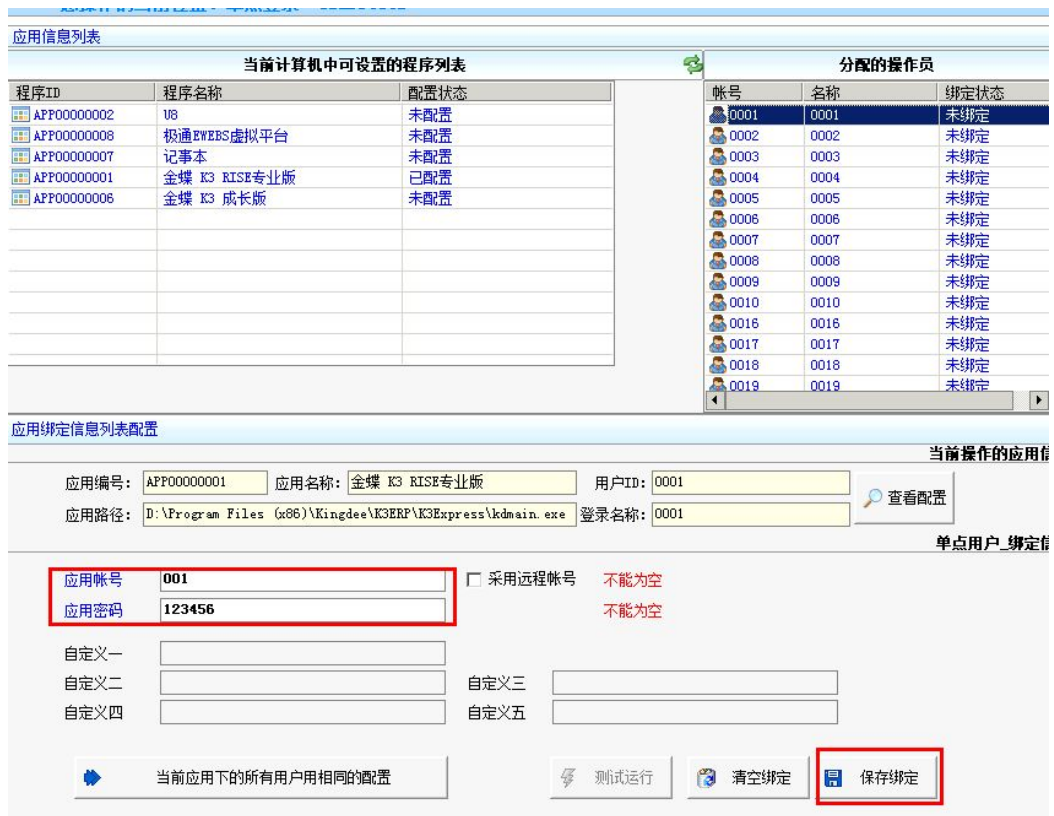 应用信息列表
当前计算机中可设置的程序列表
程序ID 程序名称 配置状态
APP00000002 U8 未配置
APP00000008 极通EWEBS虚拟平台 未配置
APP00000007 记事本 未配置
APP00000001 金蝶 K3 RISE专业版 已配置
APP00000006 金蝶 K3 成长版 未配置
分配的操作员
帐号 名称 绑定状态
0001 0001 未绑定
0002 0002 未绑定
0003 0003 未绑定
0004 0004 未绑定
0005 0005 未绑定
0006 0006 未绑定
0007 0007 未绑定
0008 0008 未绑定
0009 0009 未绑定
0010 0010 未绑定
0016 0016 未绑定
0017 0017 未绑定
0018 0018 未绑定
0019 0019 未绑定
应用绑定信息列表配置
当前操作的应用信
应用编号: APP00000001 应用名称: 金蝶 K3 RISE专业版 用户ID: 0001
应用路径: D:\Program Files (x86)\Kingdee\K3ERP\K3Express\kdmain.exe 登录名称: 0001
查看配置
单点用户_绑定信
应用帐号 001 采用远程帐号 不能为空
应用密码 123456 不能为空
自定义一
自定义二 自定义三
自定义四 自定义五
当前应用下的所有用户用相同的配置 测试运行 清空绑定 保存绑定